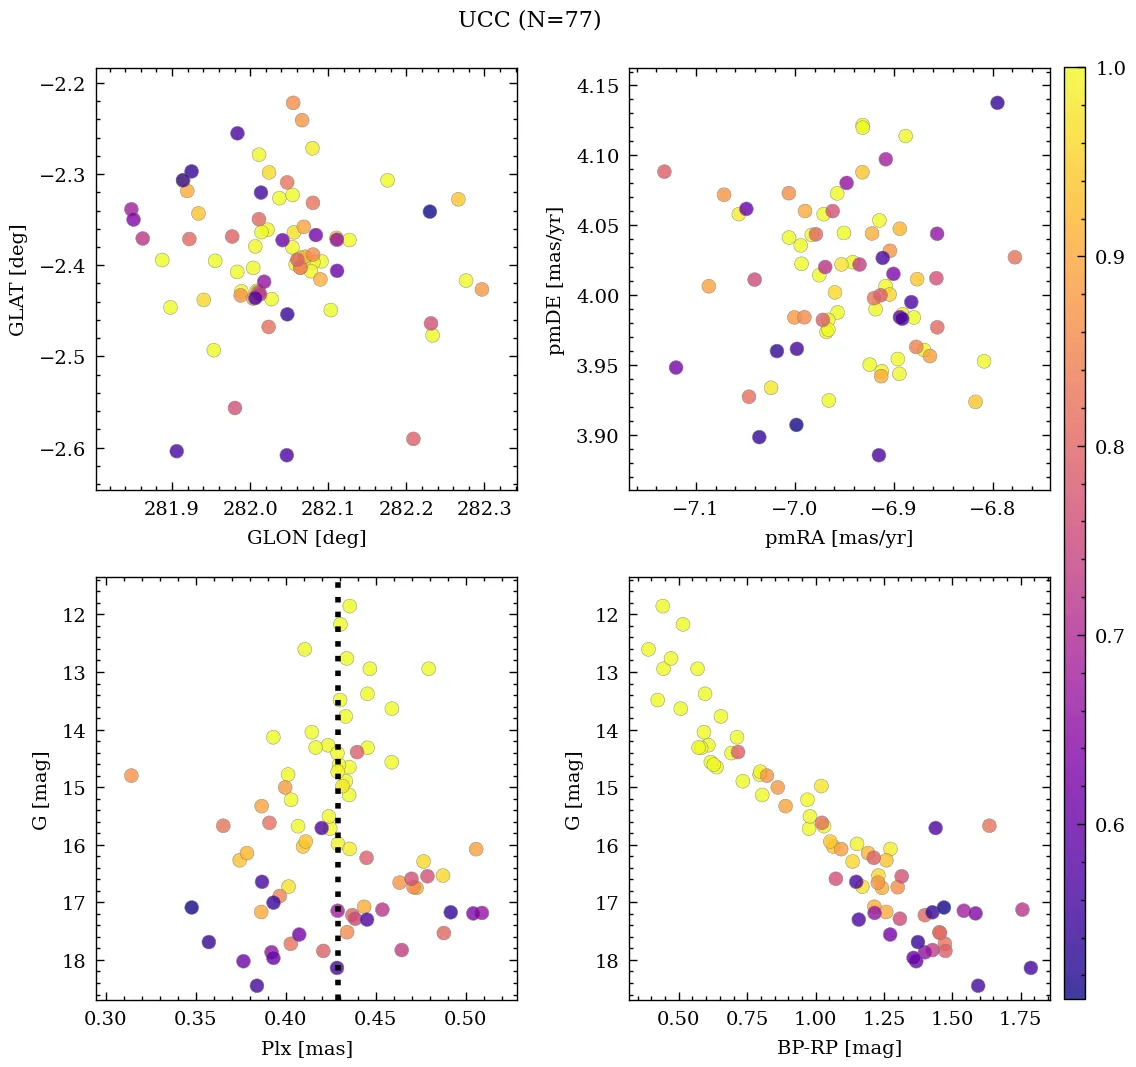 UCC (N=77)
−2.2
−2.3
−2.4
−2.5
−2.6
GLAT [deg]
281.9 282.0 282.1 282.2 282.3
GLON [deg]
4.15
4.10
4.05
4.00
3.95
3.90
pmDE [mas/yr]
−7.1 −7.0 −6.9 −6.8
pmRA [mas/yr]
1.0
0.9
0.8
0.7
0.6
12
13
14
15
16
17
18
G [mag]
0.30 0.35 0.40 0.45 0.50
Plx [mas]
12
13
14
15
16
17
18
G [mag]
0.50 0.75 1.00 1.25 1.50 1.75
BP-RP [mag]